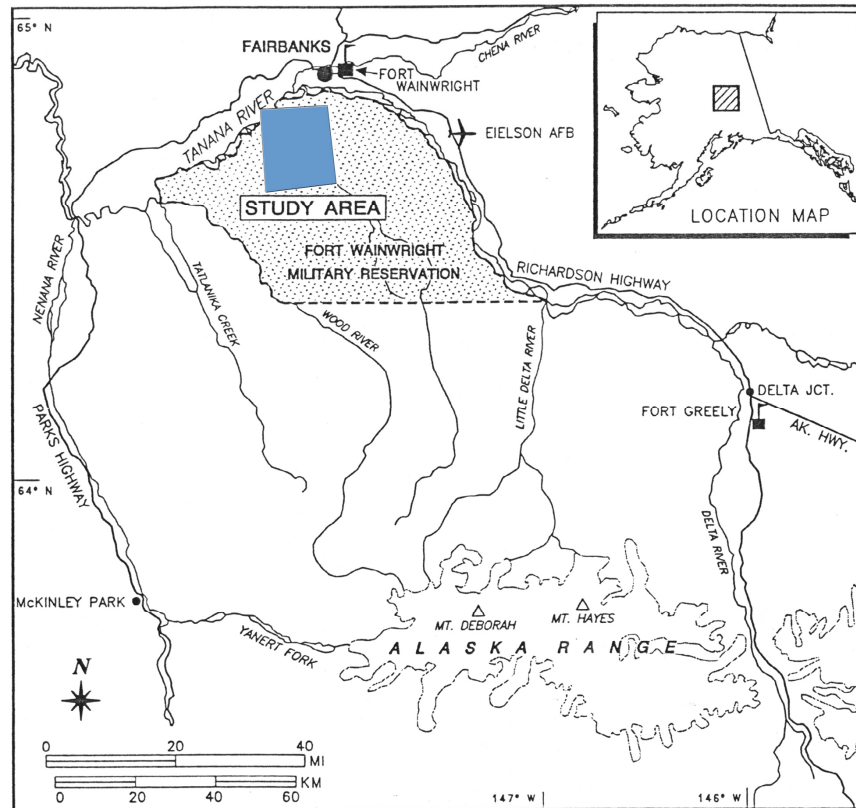 65° N
FAIRBANKS
CHENA RIVER
FORT
WAINWRIGHT
TANANA RIVER
EIELSON AFB
LOCATION MAP
STUDY AREA
FORT WAINWRIGHT
MILITARY RESERVATION
NENANA RIVER
TATLANIKA CREEK
WOOD RIVER
RICHARDSON HIGHWAY
LITTLE DELTA RIVER
DELTA JCT.
FORT GREELY
AK. HWY.
PARKS HIGHWAY
64° N
DELTA RIVER
McKINLEY PARK
MT. DEBORAH
MT. HAYES
YANERT FORK
ALASKA RANGE
N
0 20 40 MI
0 20 40 60 KM
147° W
146° W